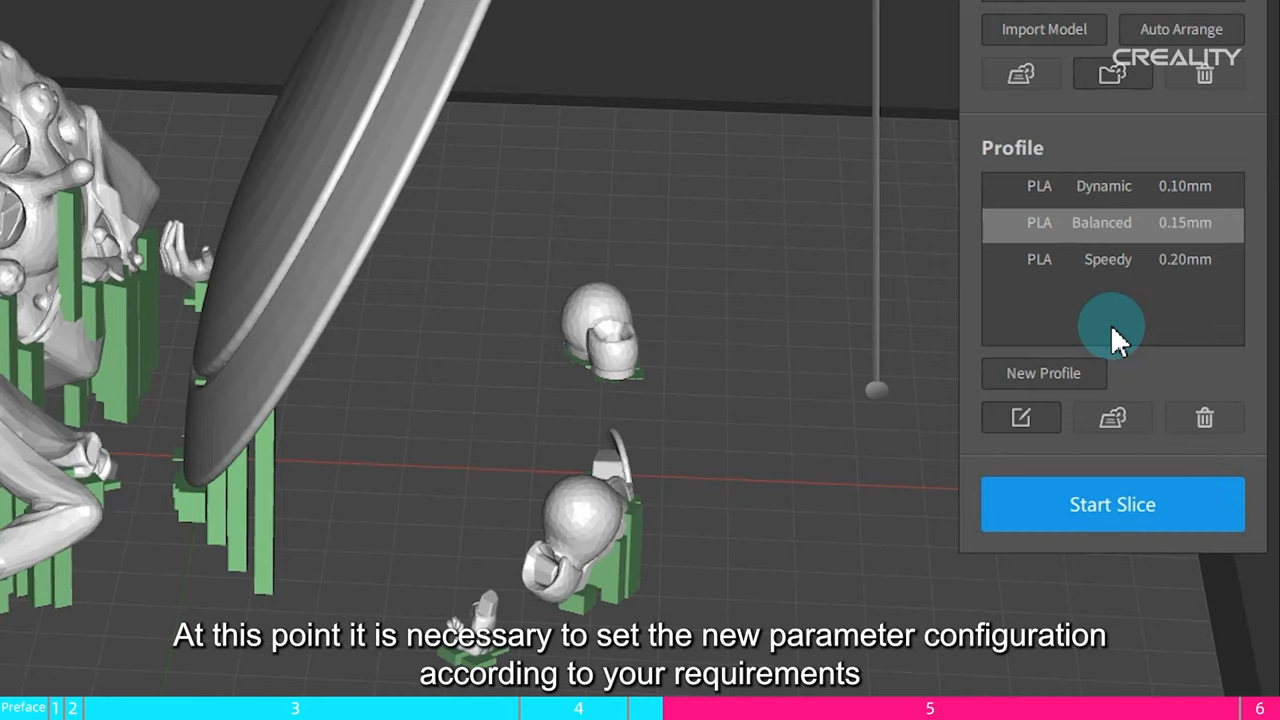 Import Model
Auto Arrange
CREALITY
Profile
PLA Dynamic 0.10mm
PLA Balanced 0.15mm
PLA Speedy 0.20mm
New Profile
Start Slice
At this point it is necessary to set the new parameter configuration
according to your requirements
Preface 1 2 3 4 5 6